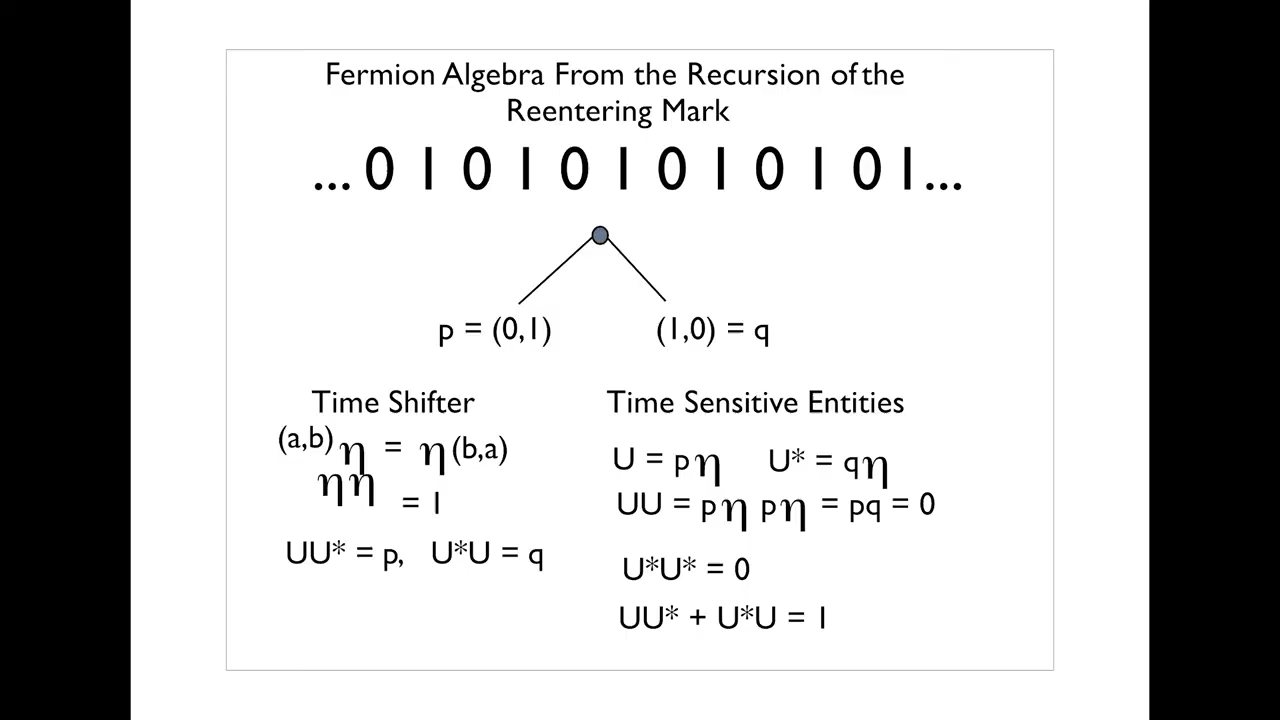 Fermion Algebra From the Recursion of the
Reentering Mark
...0 1 0 1 0 1 0 1 0 1 0 1...
p = (0,1) (1,0) = q
Time Shifter
(a,b) η = η (b,a)
ηη = 1
UU* = p, U*U = q
Time Sensitive Entities
U = pη U* = qη
UU = pη pη = pq = 0
U*U* = 0
UU* + U*U = 1